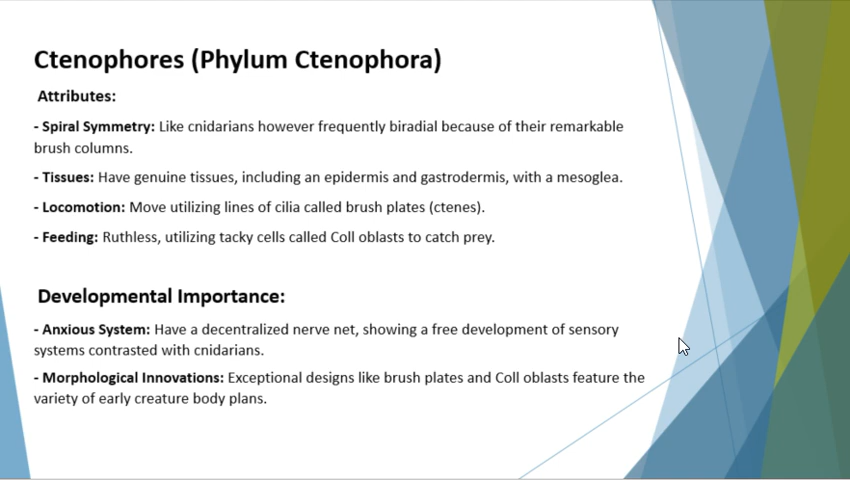 Ctenophores (Phylum Ctenophora)
Attributes:
- Spiral Symmetry: Like cnidarians however frequently biradial because of their remarkable
brush columns.
- Tissues: Have genuine tissues, including an epidermis and gastrodermis, with a mesoglea.
- Locomotion: Move utilizing lines of cilia called brush plates (ctenes).
- Feeding: Ruthless, utilizing tacky cells called Coll oblasts to catch prey.
Developmental Importance:
- Anxious System: Have a decentralized nerve net, showing a free development of sensory
systems contrasted with cnidarians.
- Morphological Innovations: Exceptional designs like brush plates and Coll oblasts feature the
variety of early creature body plans.